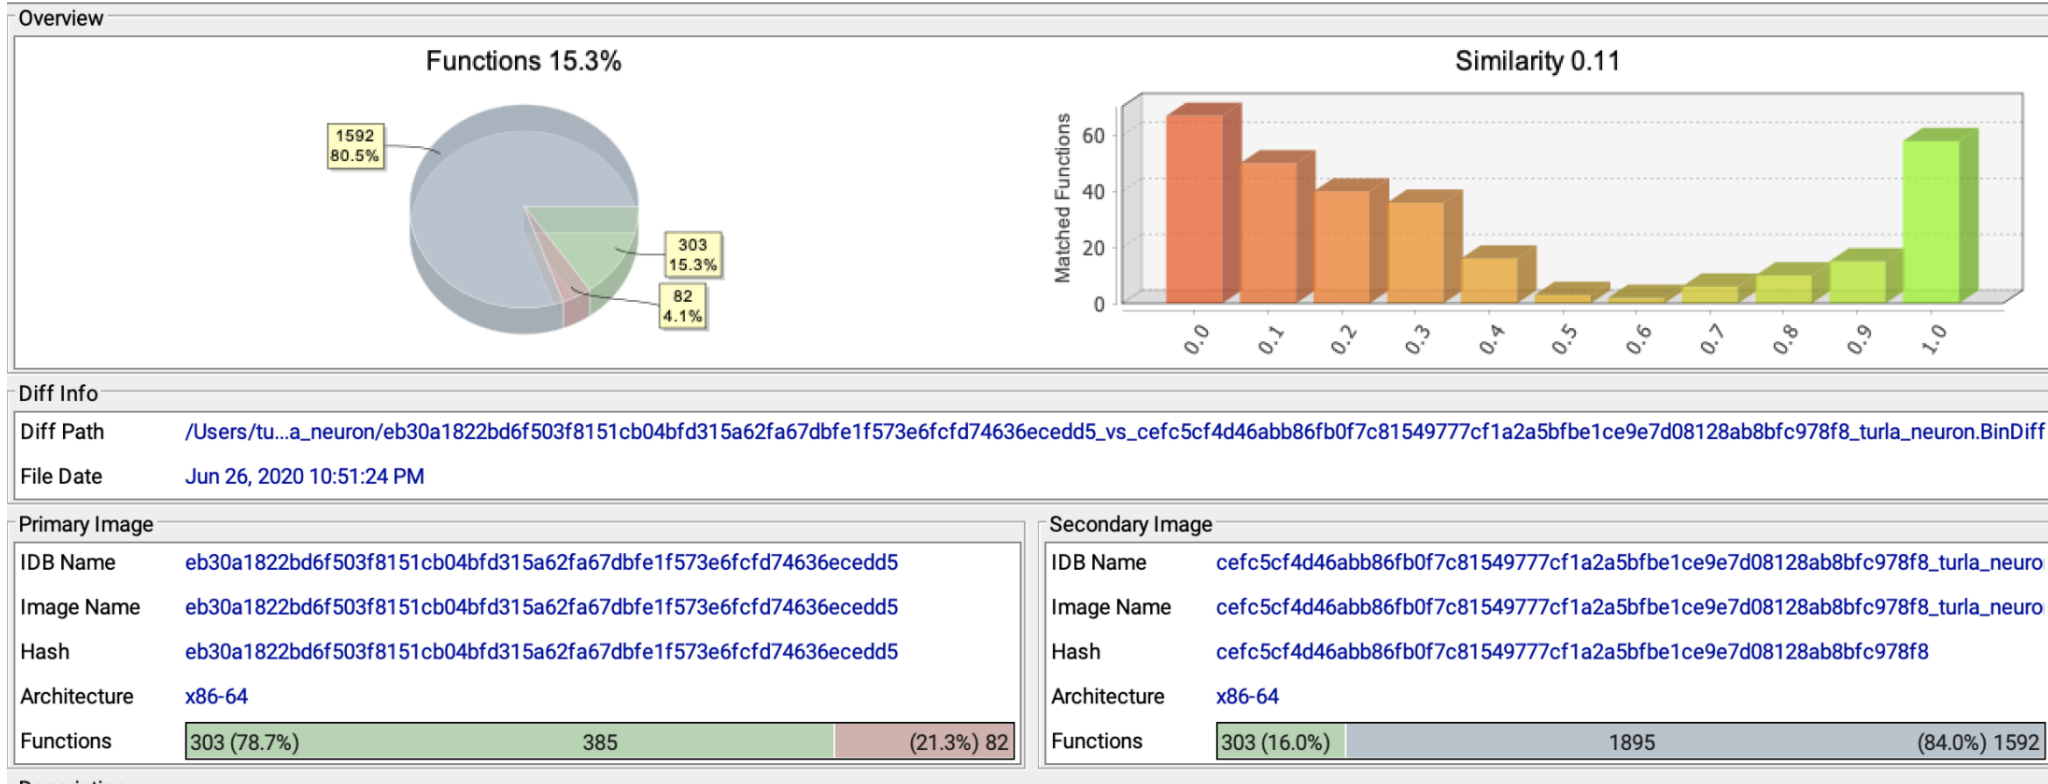 Overview
Functions 15.3%
1592
80.5%
303
15.3%
82
4.1%
Similarity 0.11
Matched Functions
60
40
20
0
0.0 0.1 0.2 0.3 0.4 0.5 0.6 0.7 0.8 0.9 1.0
Diff Info
Diff Path /Users/tu...a_neuron/eb30a1822bd6f503f8151cb04bfd315a62fa67dbfe1f573e6fcfd74636ecedd5_vs_cefc5cf4d46abb86fb0f7c81549777cf1a2a5bfbe1ce9e7d08128ab8bfc978f8_turla_neuron.BinDiff
File Date Jun 26, 2020 10:51:24 PM
Primary Image
IDB Name eb30a1822bd6f503f8151cb04bfd315a62fa67dbfe1f573e6fcfd74636ecedd5
Image Name eb30a1822bd6f503f8151cb04bfd315a62fa67dbfe1f573e6fcfd74636ecedd5
Hash eb30a1822bd6f503f8151cb04bfd315a62fa67dbfe1f573e6fcfd74636ecedd5
Architecture x86-64
Functions 303 (78.7%) 385 (21.3%) 82
Secondary Image
IDB Name cefc5cf4d46abb86fb0f7c81549777cf1a2a5bfbe1ce9e7d08128ab8bfc978f8_turla_neuro
Image Name cefc5cf4d46abb86fb0f7c81549777cf1a2a5bfbe1ce9e7d08128ab8bfc978f8_turla_neuro
Hash cefc5cf4d46abb86fb0f7c81549777cf1a2a5bfbe1ce9e7d08128ab8bfc978f8
Architecture x86-64
Functions 303 (16.0%) 1895 (84.0%) 1592